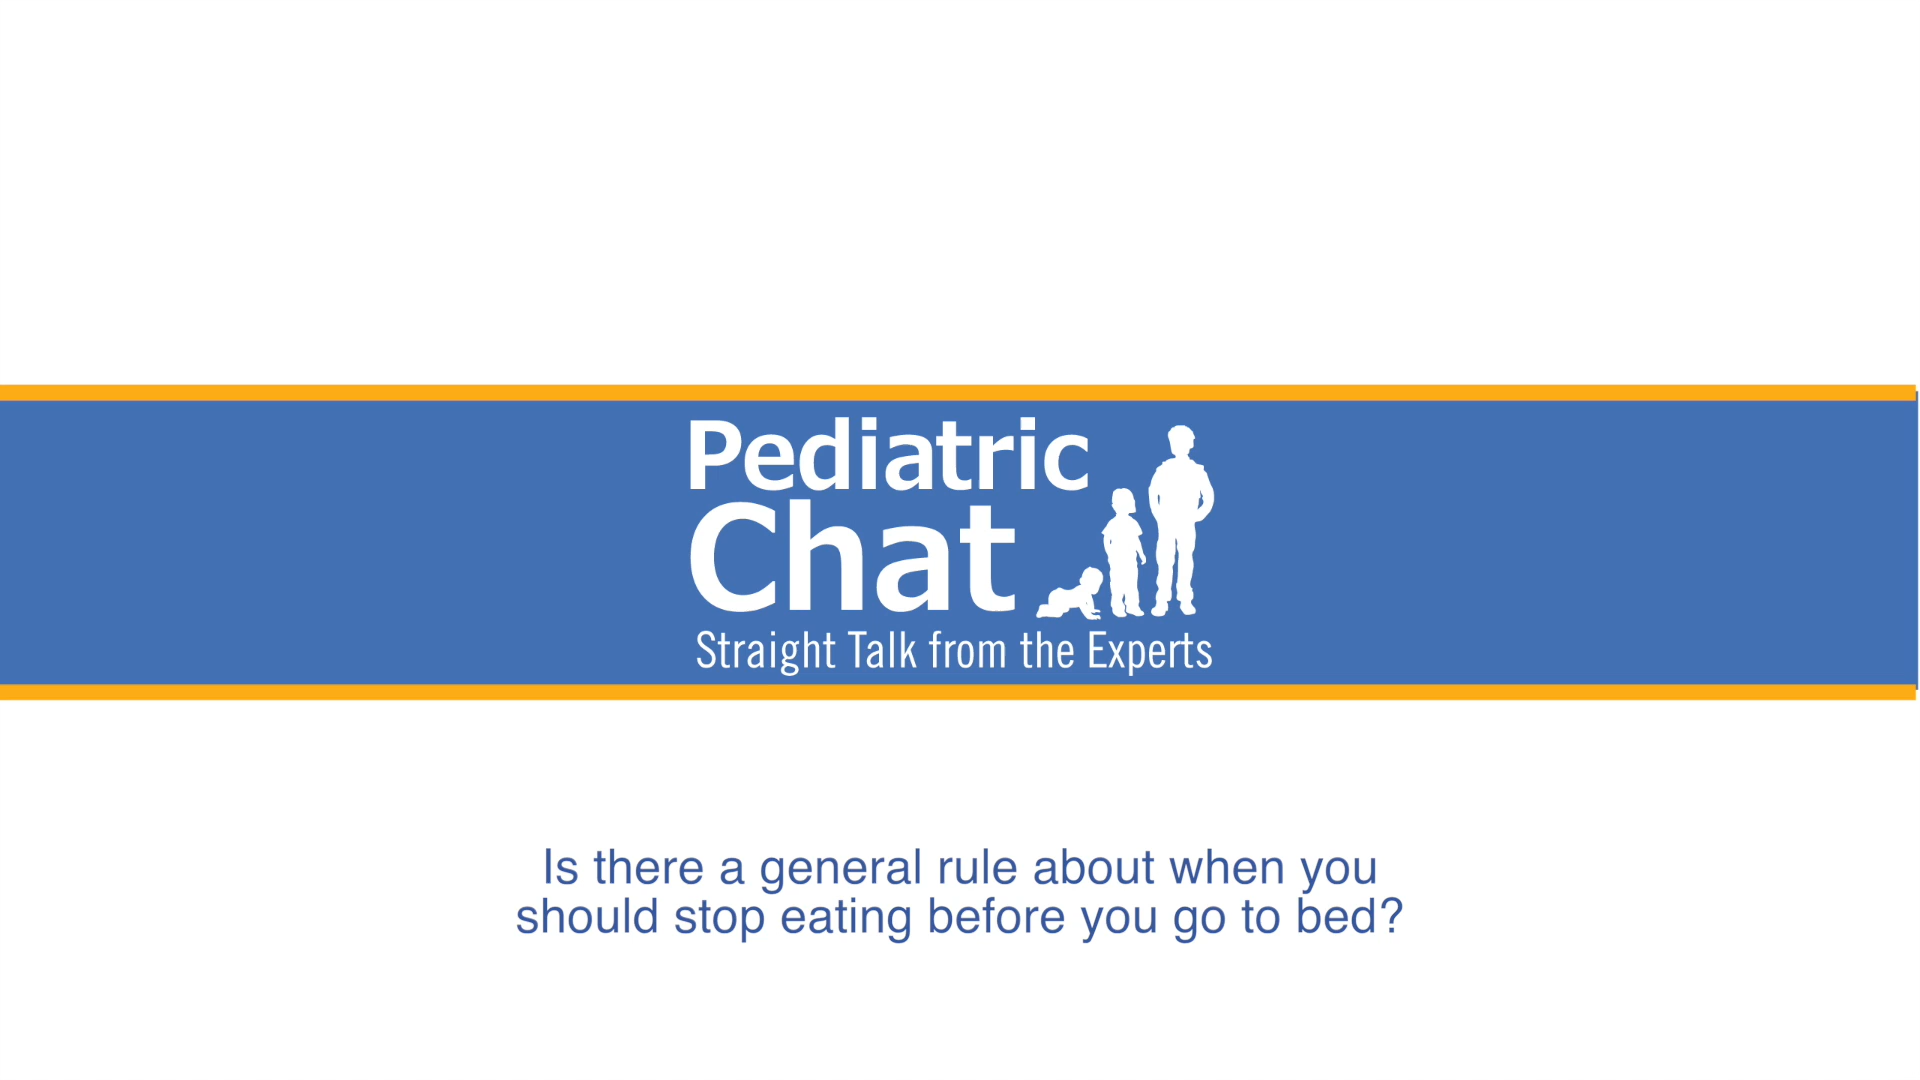 Pediatric
Chat
Straight Talk from the Experts
Is there a general rule about when you
should stop eating before you go to bed?